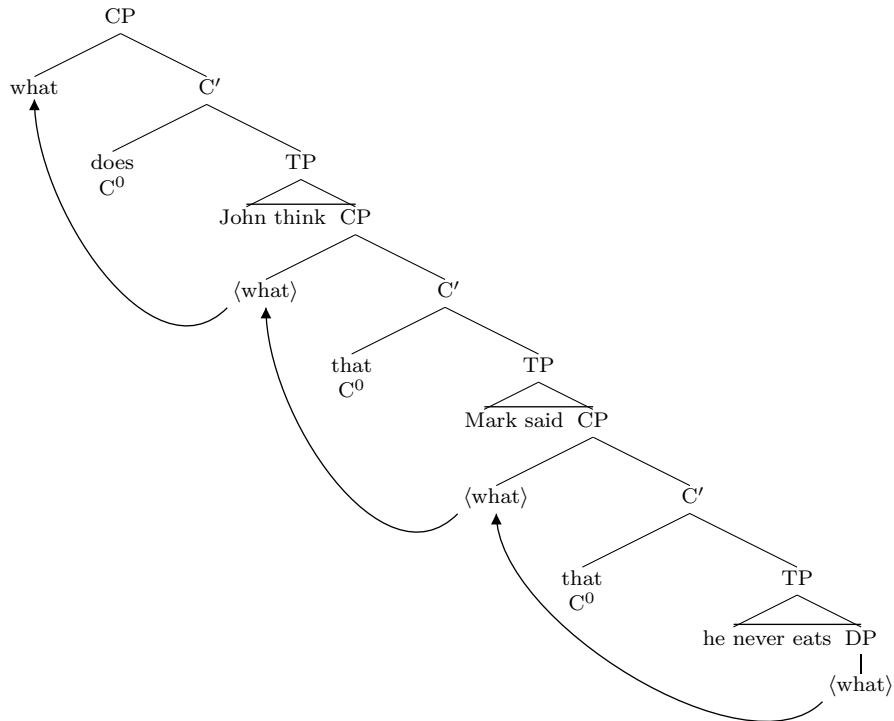 CP
what C′
does TP
C⁰
John think CP
⟨what⟩ C′
that TP
C⁰
Mark said CP
⟨what⟩ C′
that TP
C⁰
he never eats DP
⟨what⟩